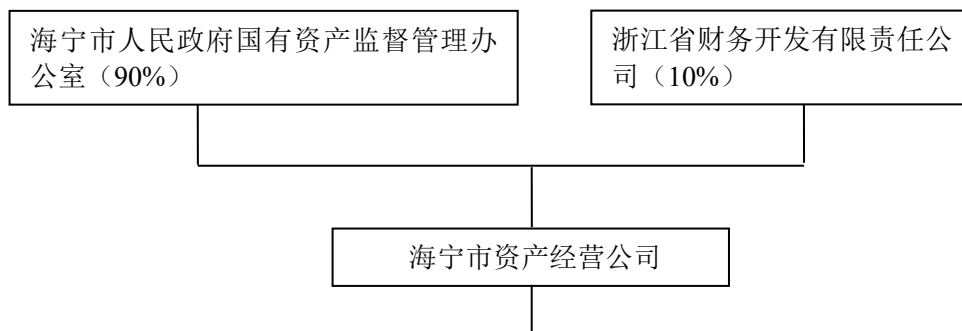 海宁市人民政府国有资产监督管理办
公室（90%）
浙江省财务开发有限责任公
司（10%）
海宁市资产经营公司